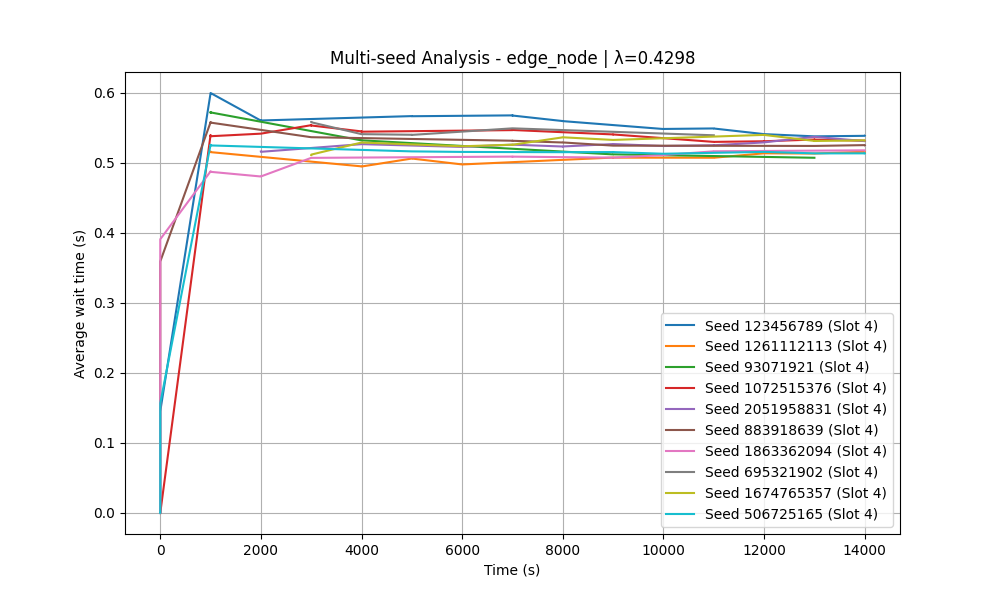 Multi-seed Analysis - edge_node | λ=0.4298
0.6
0.5
0.4
0.3
0.2
0.1
0.0
Average wait time (s)
Seed 123456789 (Slot 4)
Seed 1261112113 (Slot 4)
Seed 93071921 (Slot 4)
Seed 1072515376 (Slot 4)
Seed 2051958831 (Slot 4)
Seed 883918639 (Slot 4)
Seed 1863362094 (Slot 4)
Seed 695321902 (Slot 4)
Seed 1674765357 (Slot 4)
Seed 506725165 (Slot 4)
0 2000 4000 6000 8000 10000 12000 14000
Time (s)